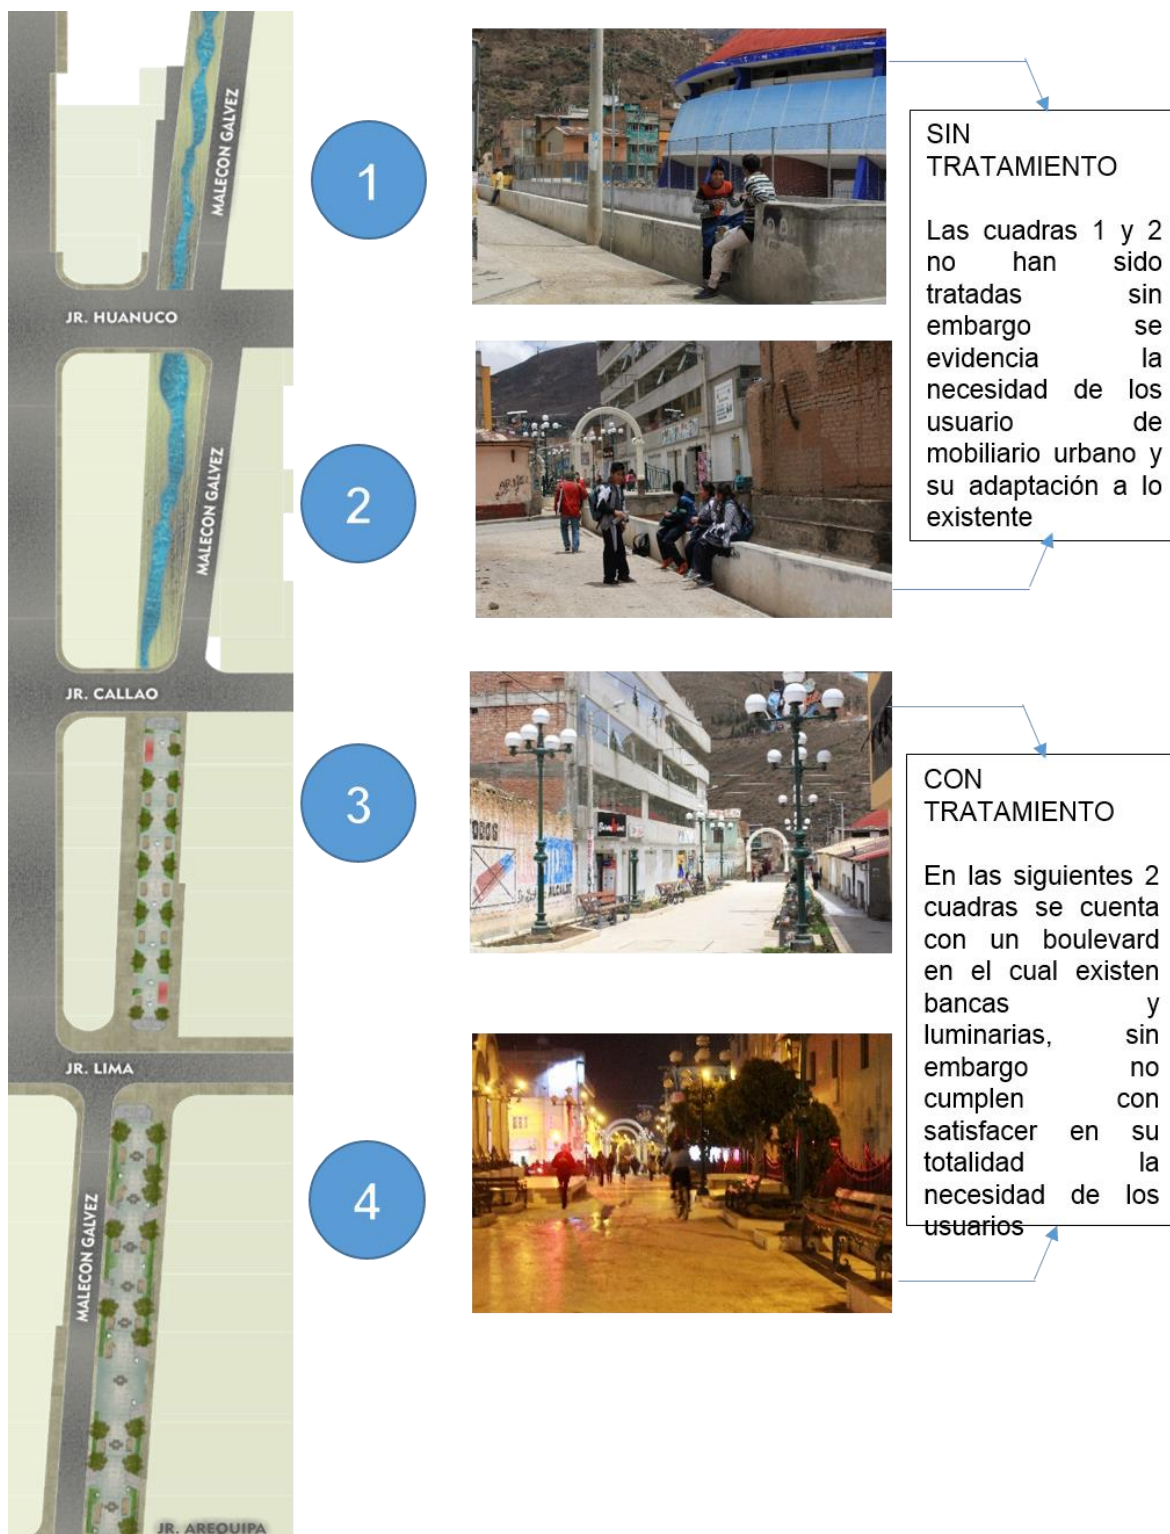 MALECON GALVEZ
JR. HUANUCO
MALECON GALVEZ
JR. CALLAO
JR. LIMA
MALECON GALVEZ
JR. AREQUIPA
1
2
3
4
SIN
TRATAMIENTO
Las cuadras 1 y 2
no han sido
tratadas sin
embargo se
evidencia la
necesidad de los
usuario de
mobiliario urbano y
su adaptación a lo
existente
CON
TRATAMIENTO
En las siguientes 2
cuadras se cuenta
con un boulevard
en el cual existen
bancas y
luminarias, sin
embargo no
cumplen con
satisfacer en su
totalidad la
necesidad de los
usuarios